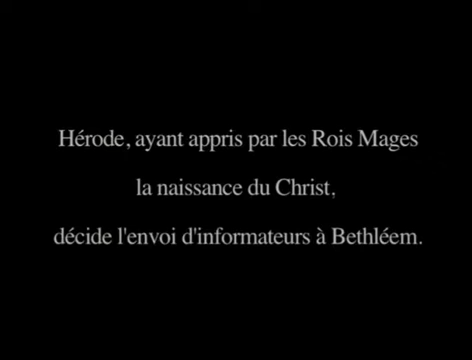 Hérode, ayant appris par les Rois Mages
la naissance du Christ,
décide l'envoi d'informateurs à Bethléem.